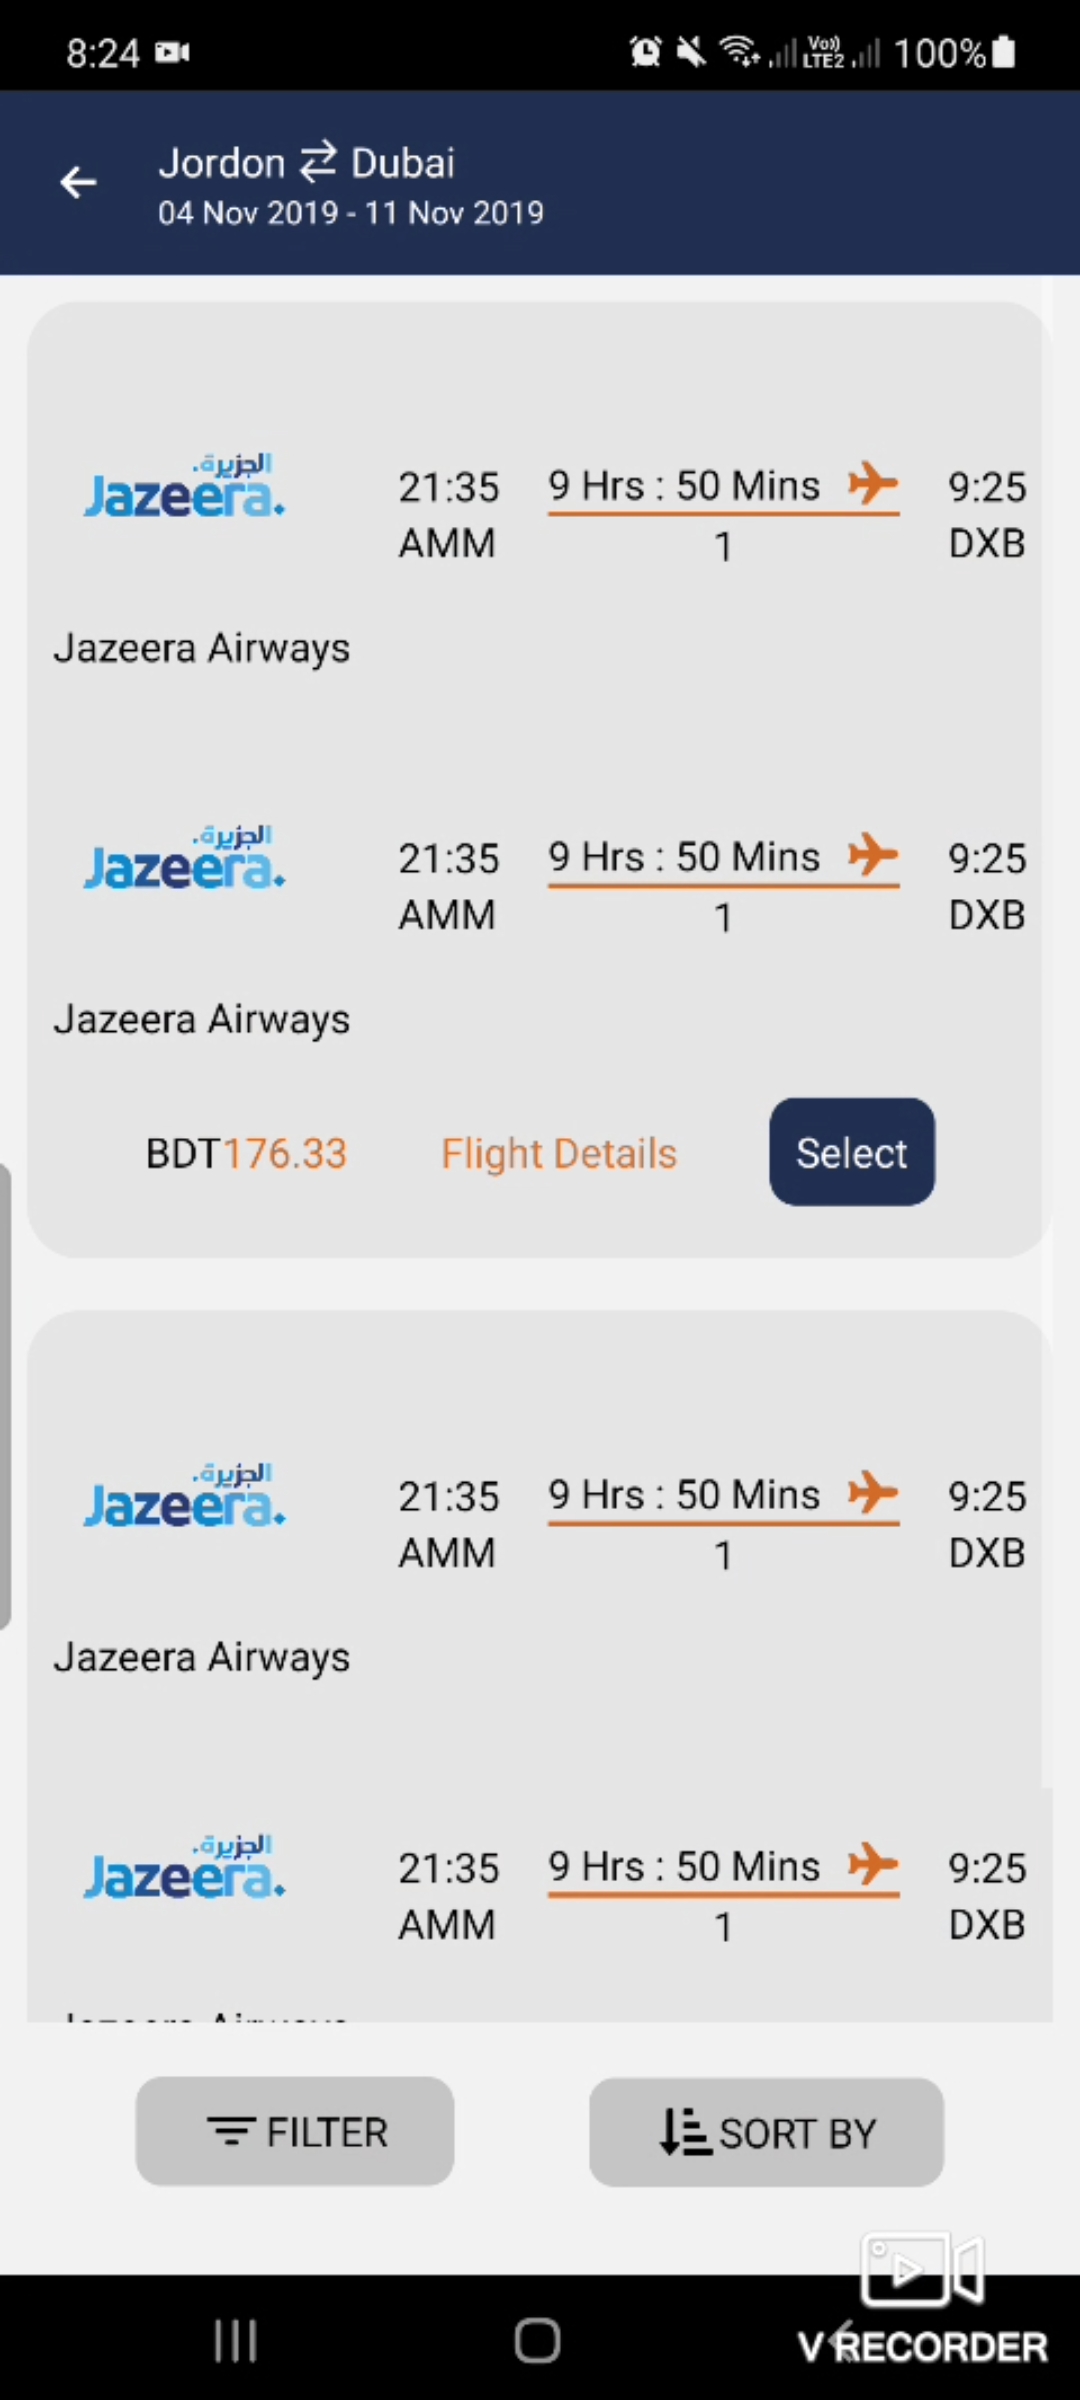 8:24 Vo)) LTE2 100%
Jordon ⇄ Dubai
04 Nov 2019 - 11 Nov 2019
الجزيرة.
Jazeera.
21:35 9 Hrs : 50 Mins 9:25
AMM 1 DXB
Jazeera Airways
الجزيرة.
Jazeera.
21:35 9 Hrs : 50 Mins 9:25
AMM 1 DXB
Jazeera Airways
BDT176.33 Flight Details Select
الجزيرة.
Jazeera.
21:35 9 Hrs : 50 Mins 9:25
AMM 1 DXB
Jazeera Airways
الجزيرة.
Jazeera.
21:35 9 Hrs : 50 Mins 9:25
AMM 1 DXB
FILTER SORT BY
V RECORDER